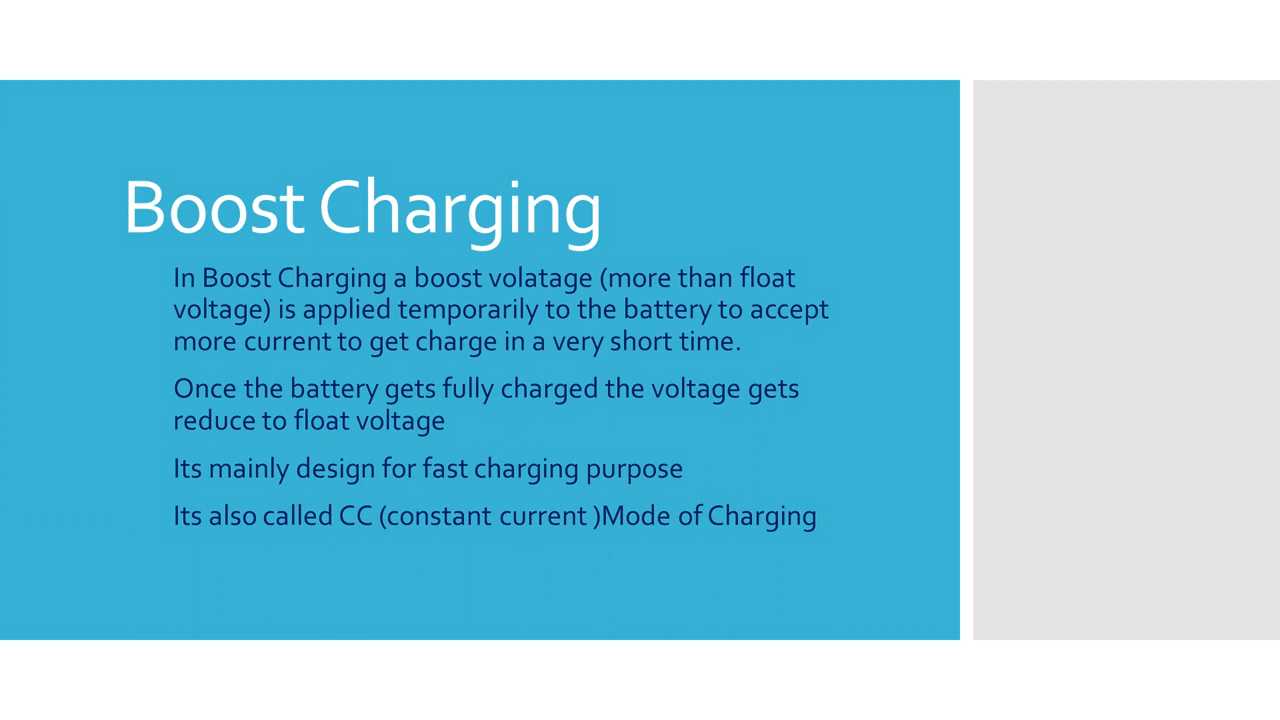 Boost Charging
In Boost Charging a boost volatage (more than float
voltage) is applied temporarily to the battery to accept
more current to get charge in a very short time.
Once the battery gets fully charged the voltage gets
reduce to float voltage
Its mainly design for fast charging purpose
Its also called CC (constant current )Mode of Charging